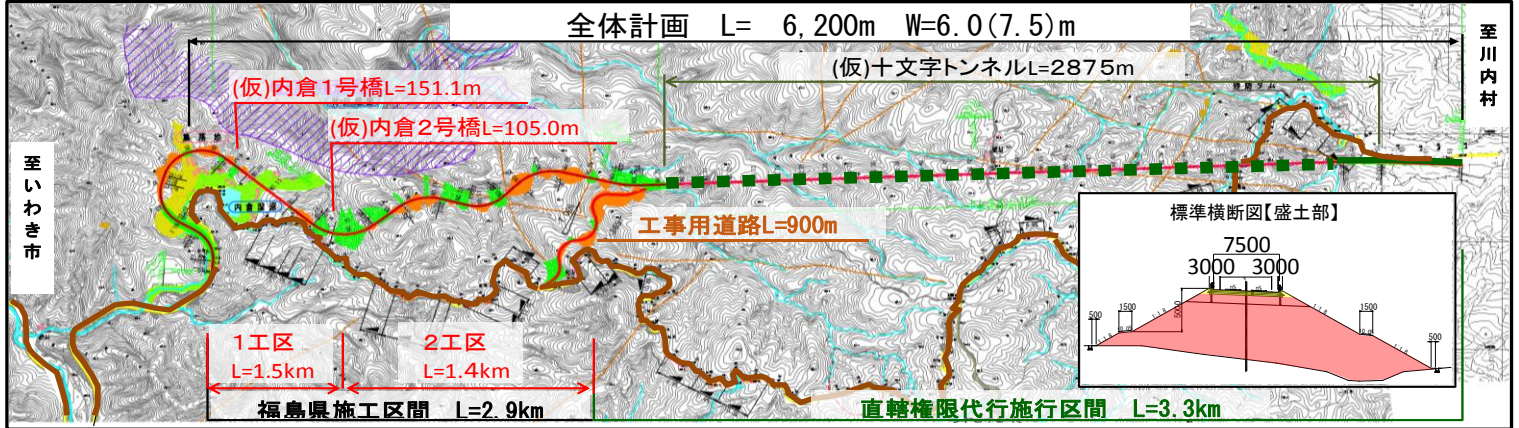 全体計画 L= 6,200m W=6.0(7.5)m
至川内村
(仮)十文字トンネルL=2875m
(仮)内倉1号橋L=151.1m
(仮)内倉2号橋L=105.0m
至いわき市
工事用道路L=900m
標準横断図【盛土部】
7500
3000 3000
1500
500
5000
1500
500
1工区
L=1.5km
2工区
L=1.4km
福島県施工区間 L=2.9km
直轄権限代行施行区間 L=3.3km